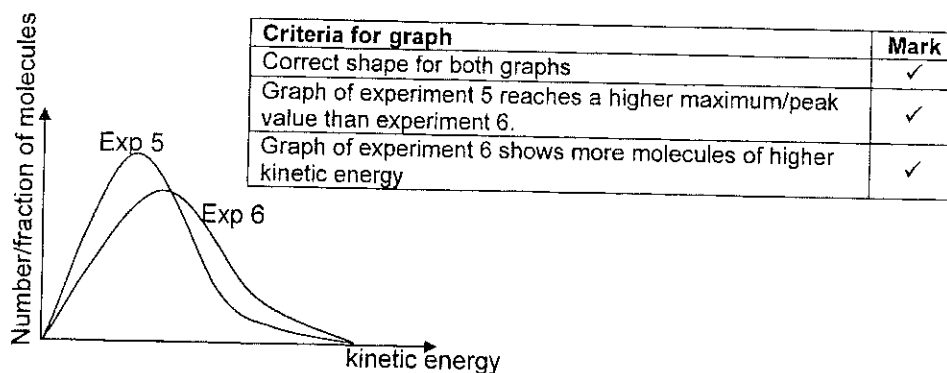 Criteria for graph Mark
Correct shape for both graphs ✓
Graph of experiment 5 reaches a higher maximum/peak
value than experiment 6. ✓
Graph of experiment 6 shows more molecules of higher
kinetic energy ✓
Number/fraction of molecules
Exp 5
Exp 6
kinetic energy